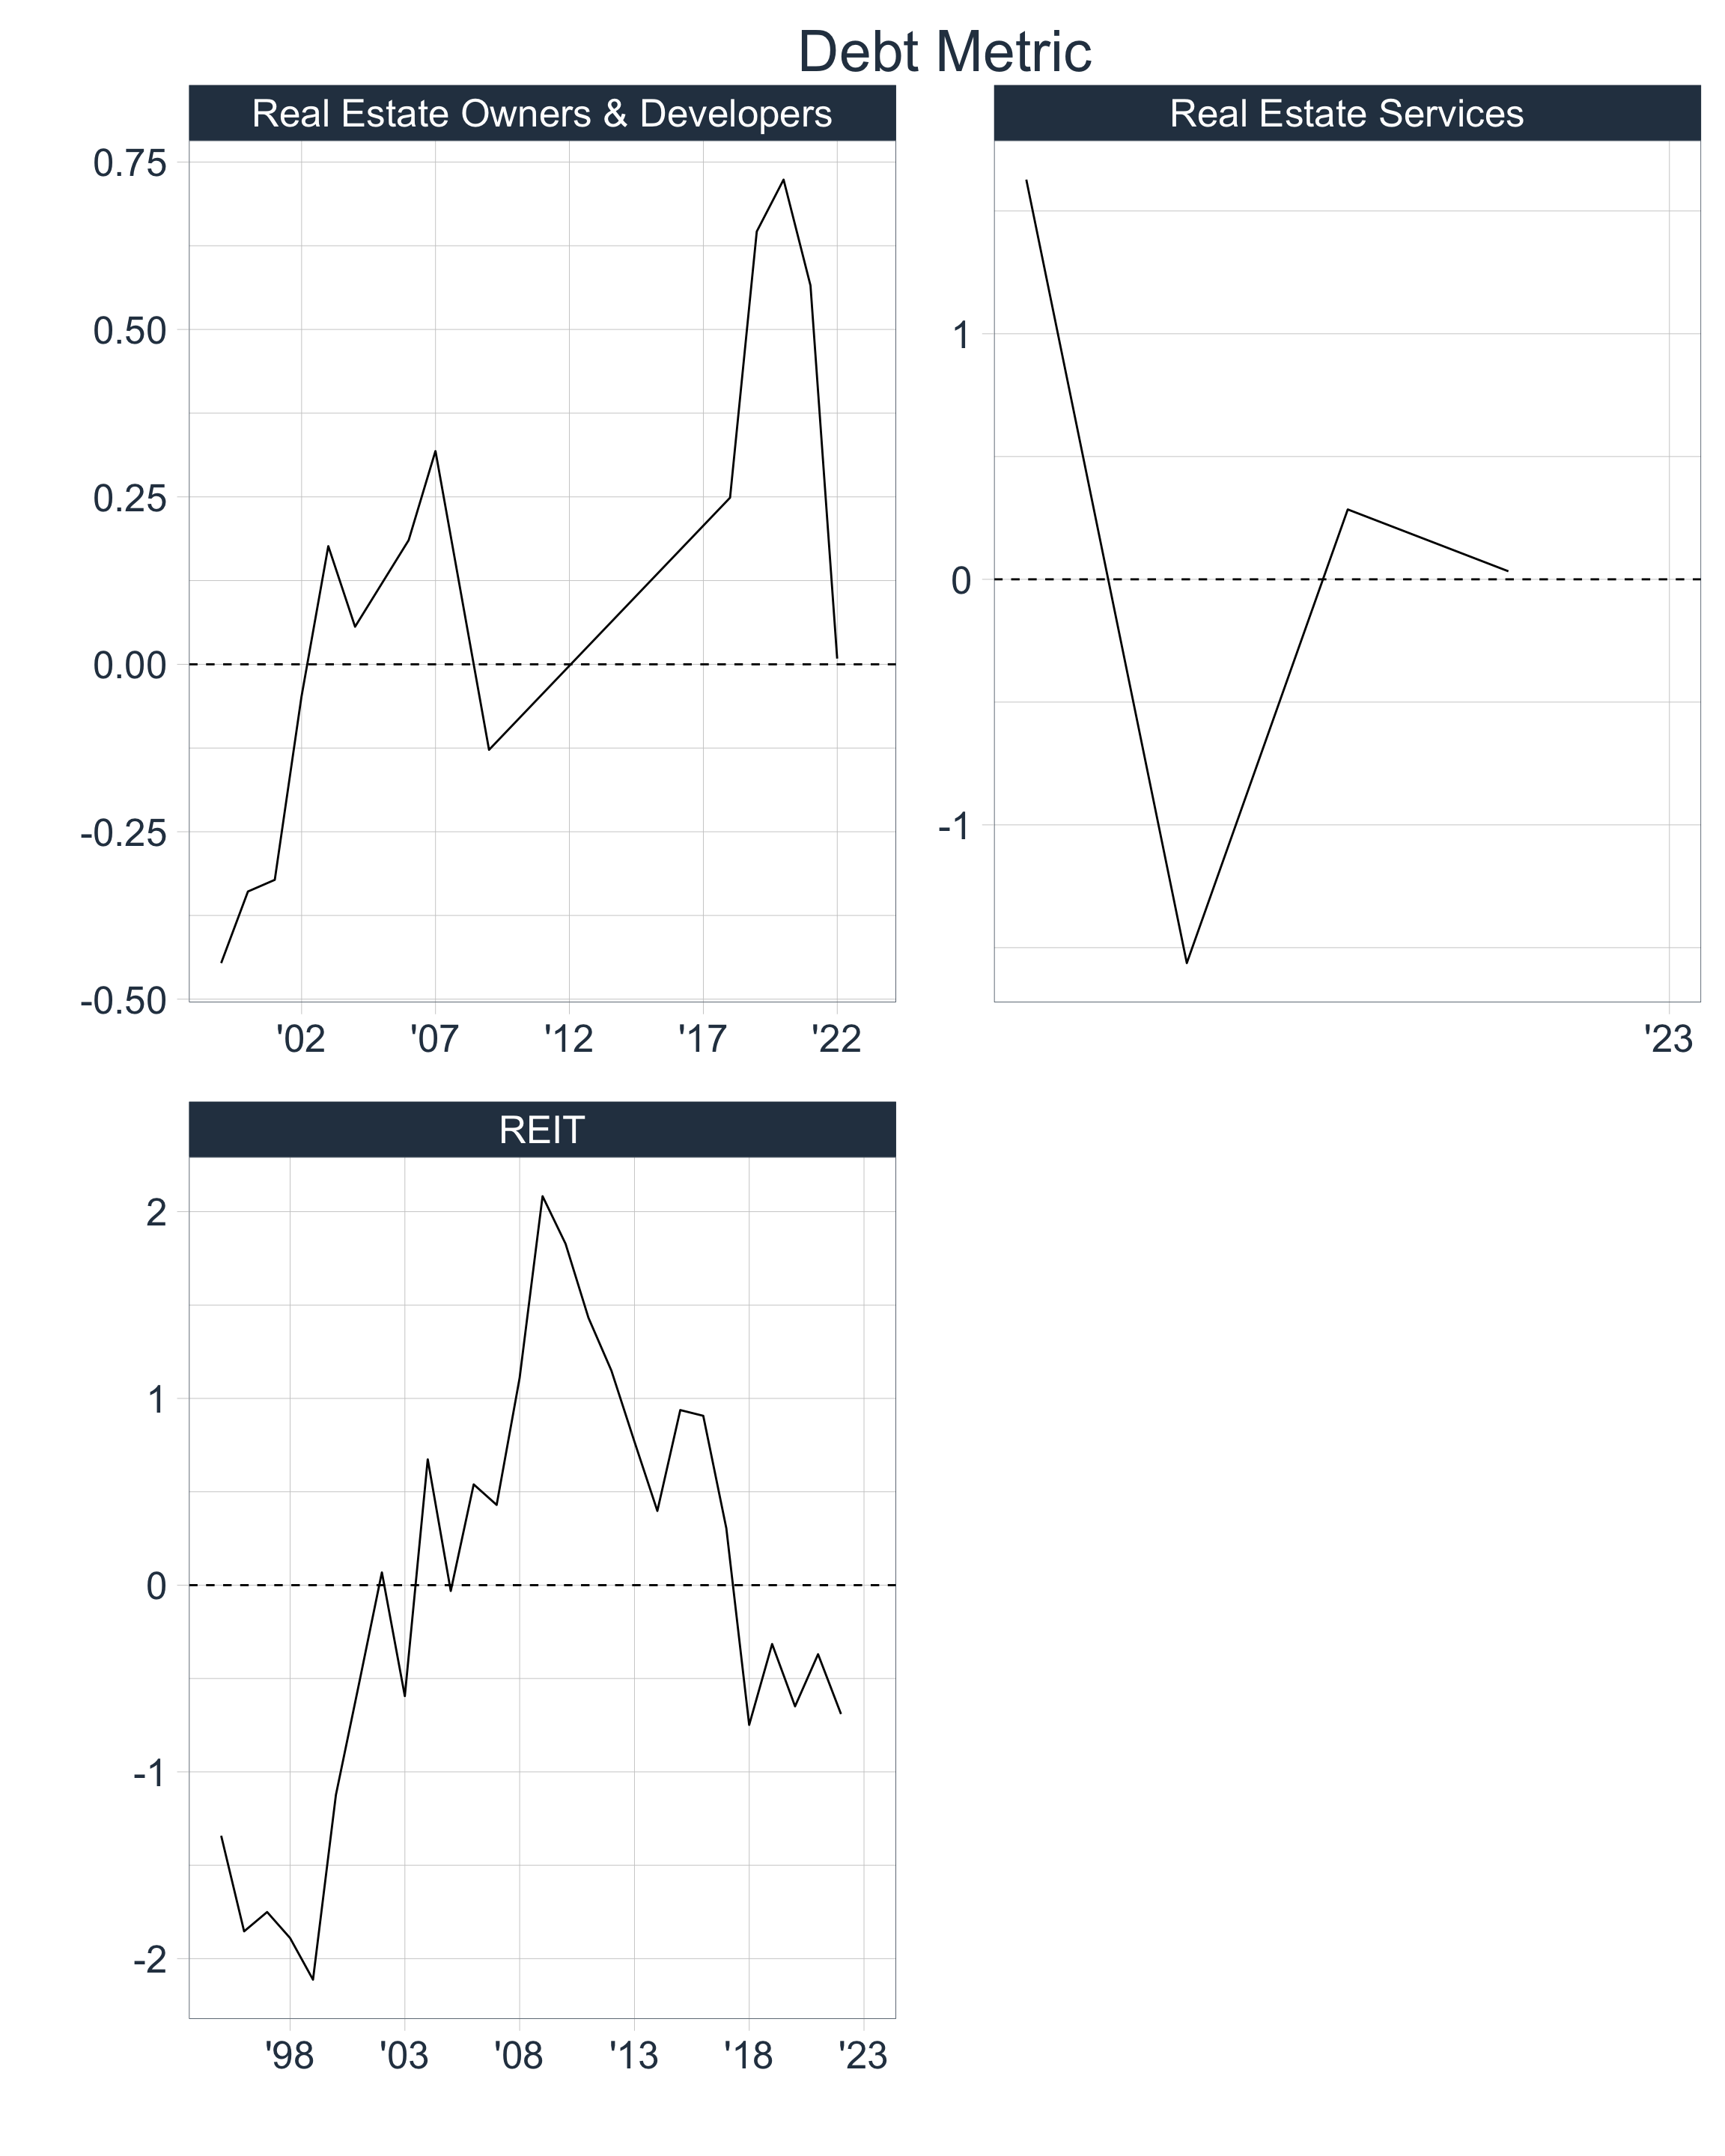 Debt Metric
Real Estate Owners & Developers
Real Estate Services
0.75
0.50
0.25
0.00
-0.25
-0.50
'02 '07 '12 '17 '22
1
0
-1
'23
REIT
2
1
0
-1
-2
'98 '03 '08 '13 '18 '23